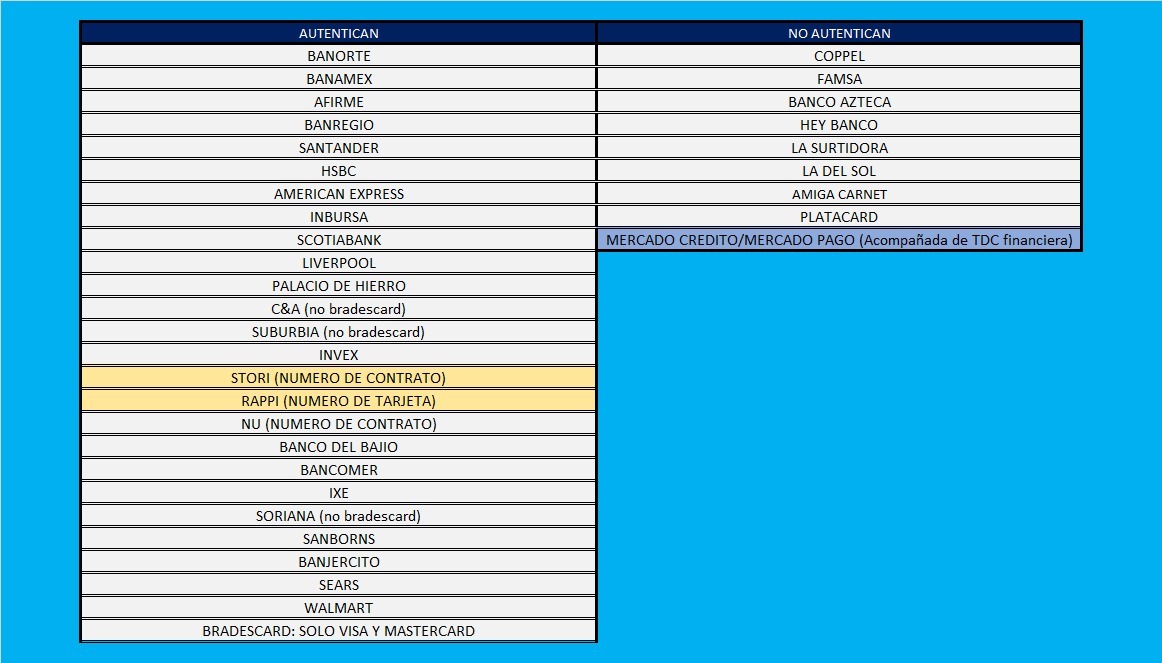 AUTENTICAN NO AUTENTICAN
BANORTE COPPEL
BANAMEX FAMSA
AFIRME BANCO AZTECA
BANREGIO HEY BANCO
SANTANDER LA SURTIDORA
HSBC LA DEL SOL
AMERICAN EXPRESS AMIGA CARNET
INBURSA PLATACARD
SCOTIABANK MERCADO CREDITO/MERCADO PAGO (Acompañada de TDC financiera)
LIVERPOOL
PALACIO DE HIERRO
C&A (no bradescard)
SUBURBIA (no bradescard)
INVEX
STORI (NUMERO DE CONTRATO)
RAPPI (NUMERO DE TARJETA)
NU (NUMERO DE CONTRATO)
BANCO DEL BAJIO
BANCOMER
IXE
SORIANA (no bradescard)
SANBORNS
BANJERCITO
SEARS
WALMART
BRADESCARD: SOLO VISA Y MASTERCARD